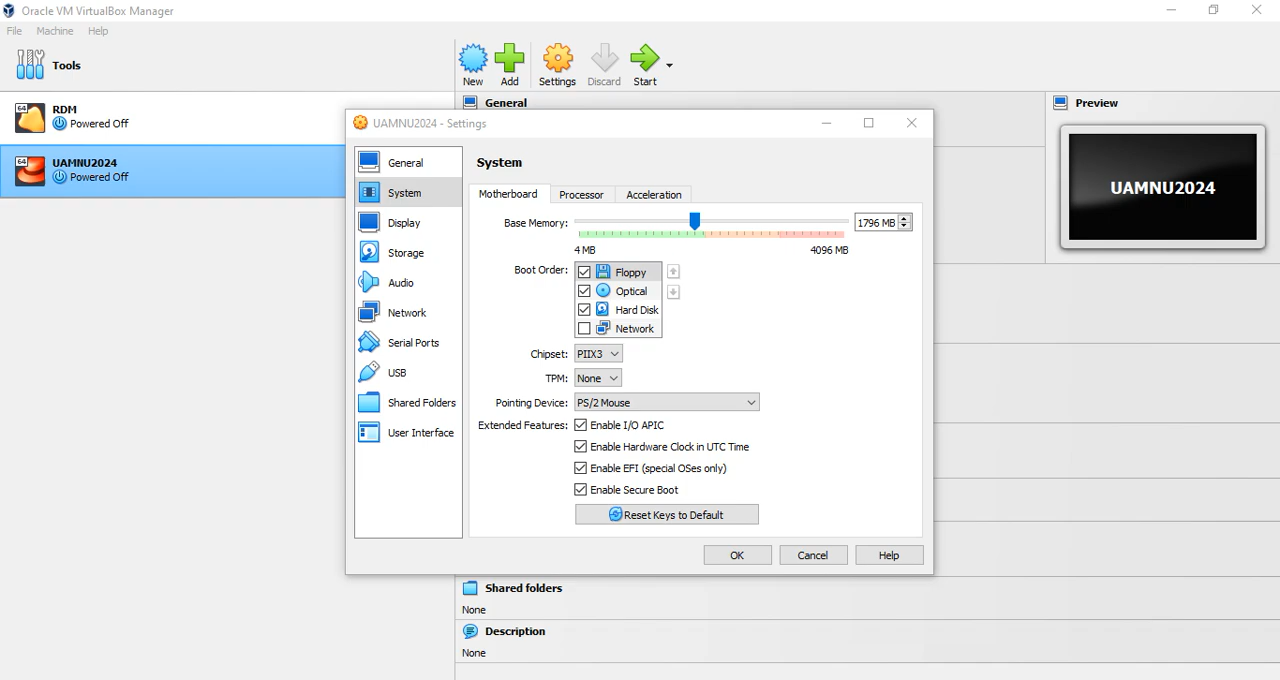 Oracle VM VirtualBox Manager
File Machine Help
Tools
New Add Settings Discard Start
64
RDM
Powered Off
64
UAMNU2024
Powered Off
General
Preview
UAMNU2024
UAMNU2024 - Settings
General
System
Display
Storage
Audio
Network
Serial Ports
USB
Shared Folders
User Interface
System
Motherboard Processor Acceleration
Base Memory: 1796 MB
4 MB 4096 MB
Boot Order: Floppy
Optical
Hard Disk
Network
Chipset: PIIX3
TPM: None
Pointing Device: PS/2 Mouse
Extended Features: Enable I/O APIC
Enable Hardware Clock in UTC Time
Enable EFI (special OSes only)
Enable Secure Boot
Reset Keys to Default
OK Cancel Help
Shared folders
None
Description
None